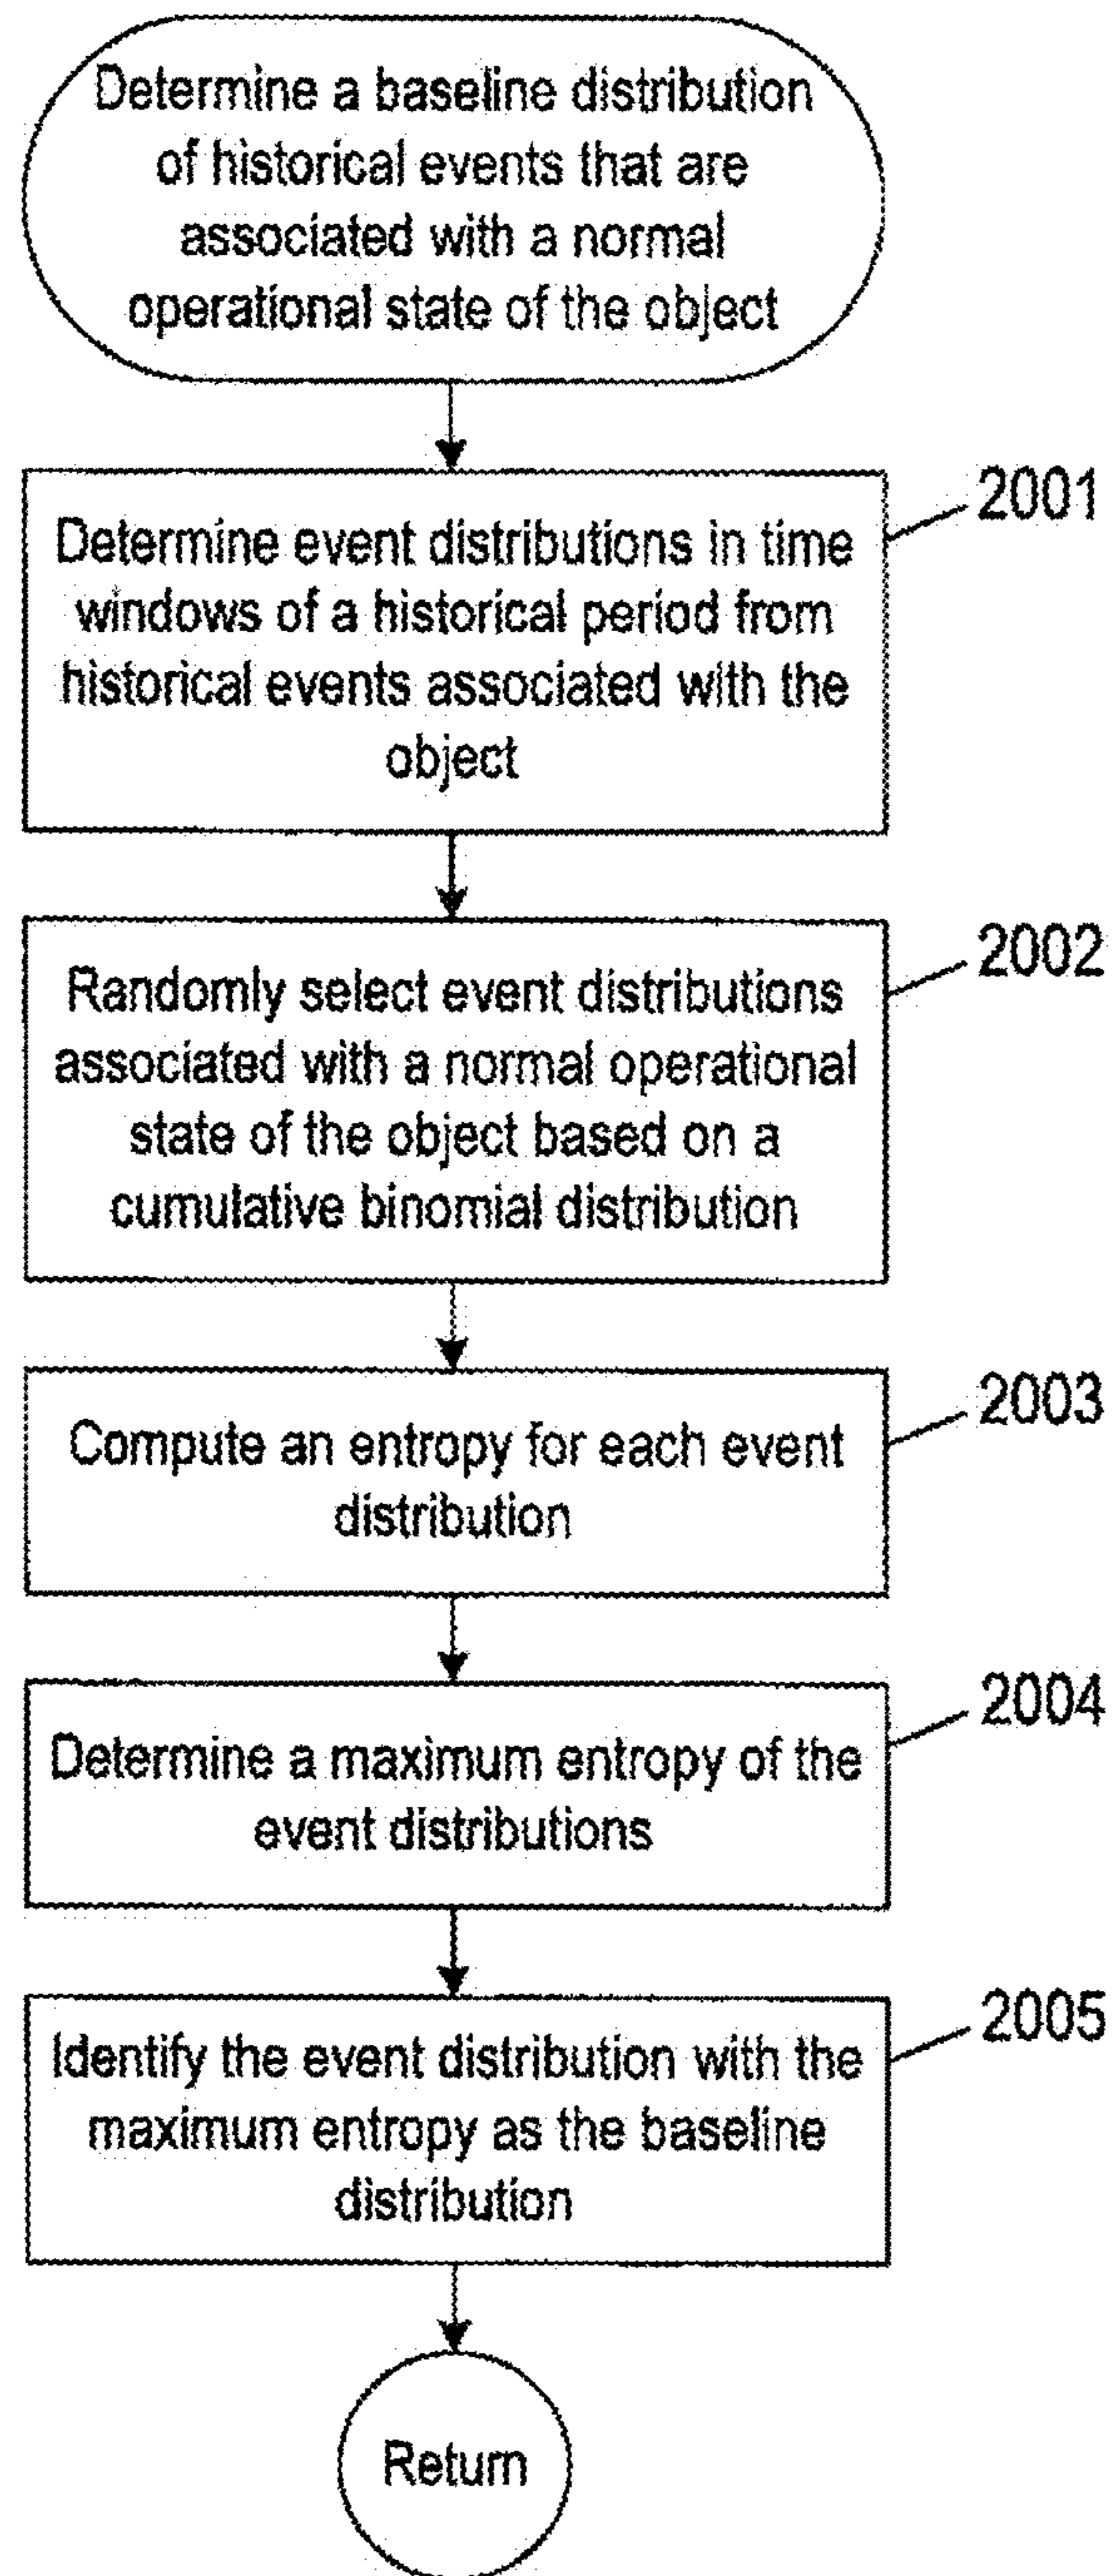 Determine a baseline distribution
of historical events that are
associated with a normal
operational state of the object
2001
Determine event distributions in time
windows of a historical period from
historical events associated with the
object
2002
Randomly select event distributions
associated with a normal operational
state of the object based on a
cumulative binomial distribution
2003
Compute an entropy for each event
distribution
2004
Determine a maximum entropy of the
event distributions
2005
Identify the event distribution with the
maximum entropy as the baseline
distribution
Return